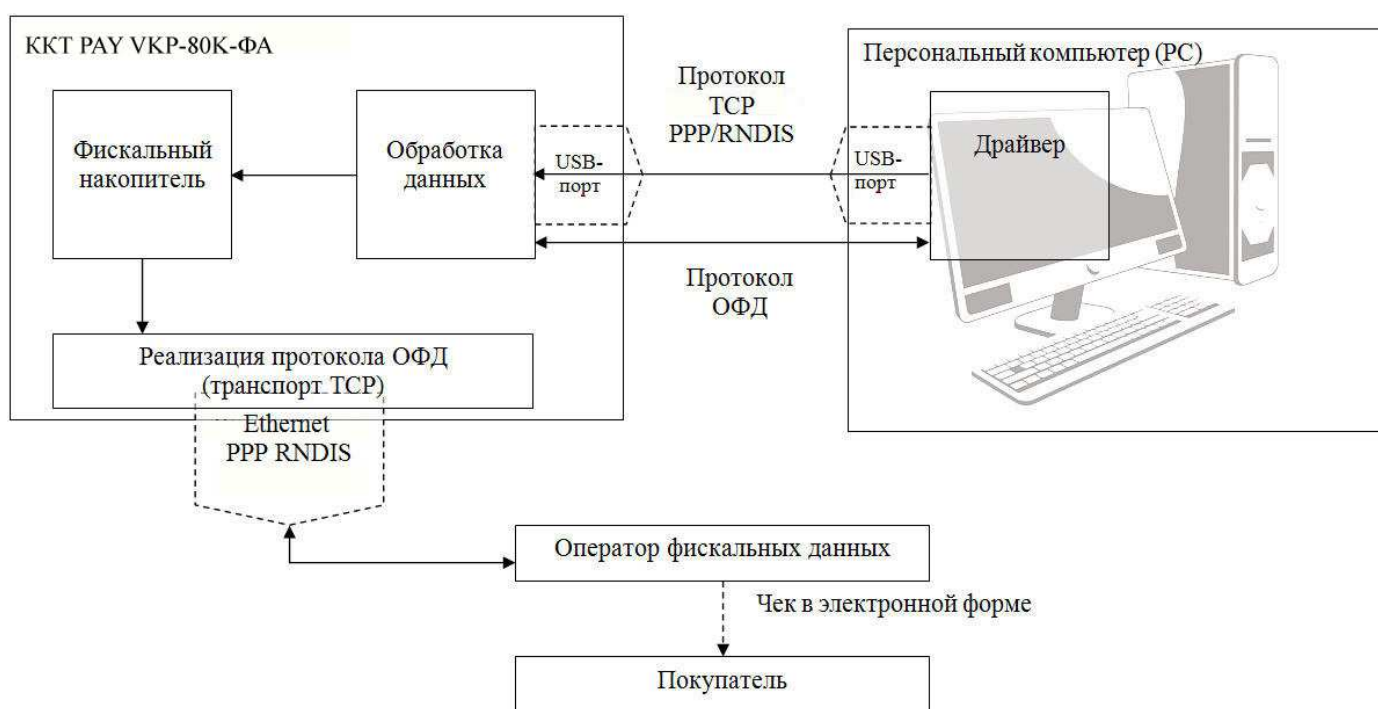 ККТ PAY VKP-80K-ФА
Персональный компьютер (PC)
Протокол
TCP
PPP/RNDIS
Фискальный
накопитель
Обработка
данных
USB-
порт
USB-
порт
Драйвер
Протокол
ОФД
Реализация протокола ОФД
(транспорт TCP)
Ethernet
PPP RNDIS
Оператор фискальных данных
Чек в электронной форме
Покупатель